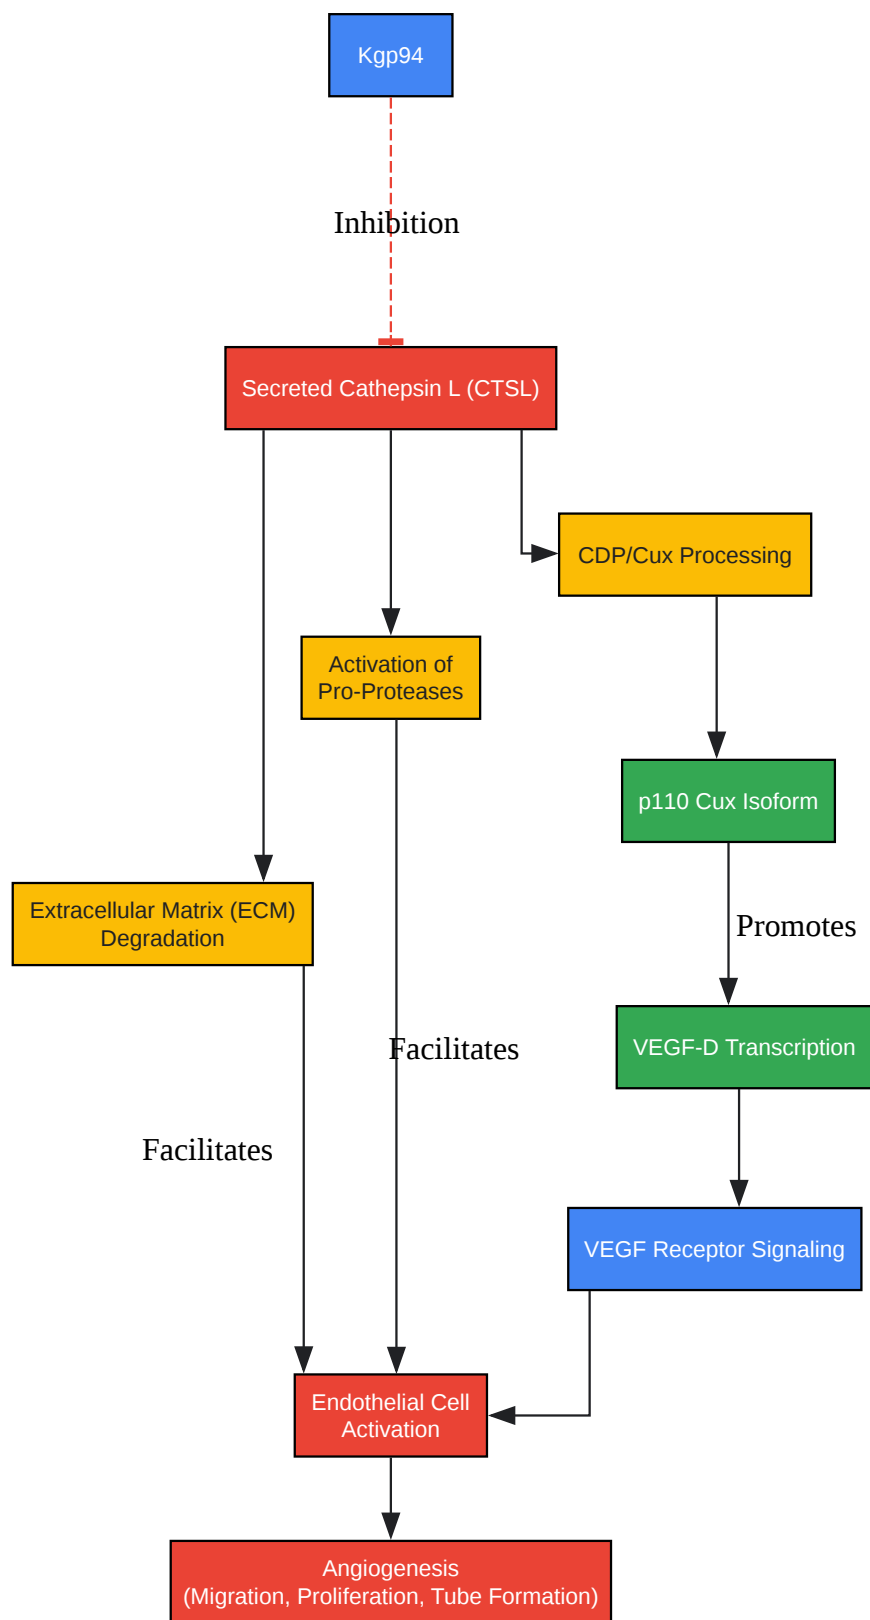 Kgp94
Inhibition
Secreted Cathepsin L (CTSL)
CDP/Cux Processing
Activation of
Pro-Proteases
p110 Cux Isoform
Extracellular Matrix (ECM)
Degradation
Promotes
Facilitates
VEGF-D Transcription
Facilitates
VEGF Receptor Signaling
Endothelial Cell
Activation
Angiogenesis
(Migration, Proliferation, Tube Formation)